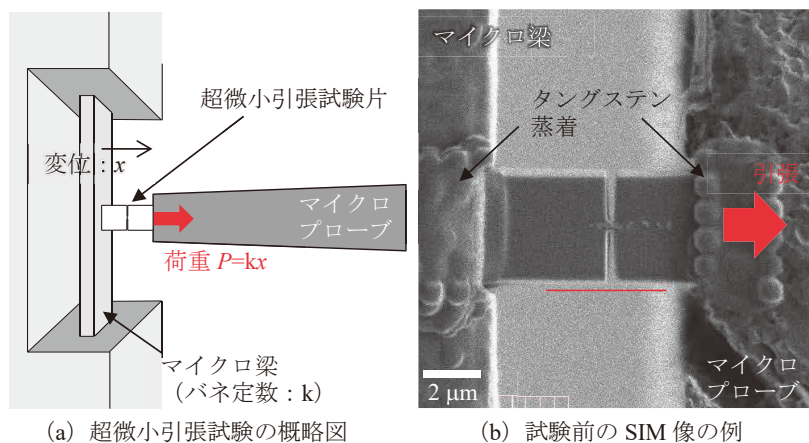 超微小引張試験片
変位：x
マイクロ
プローブ
荷重 P=kx
マイクロ梁
（バネ定数：k）
(a) 超微小引張試験の概略図
マイクロ梁
タングステン
蒸着
引張
2 μm
マイクロ
プローブ
(b) 試験前の SIM 像の例